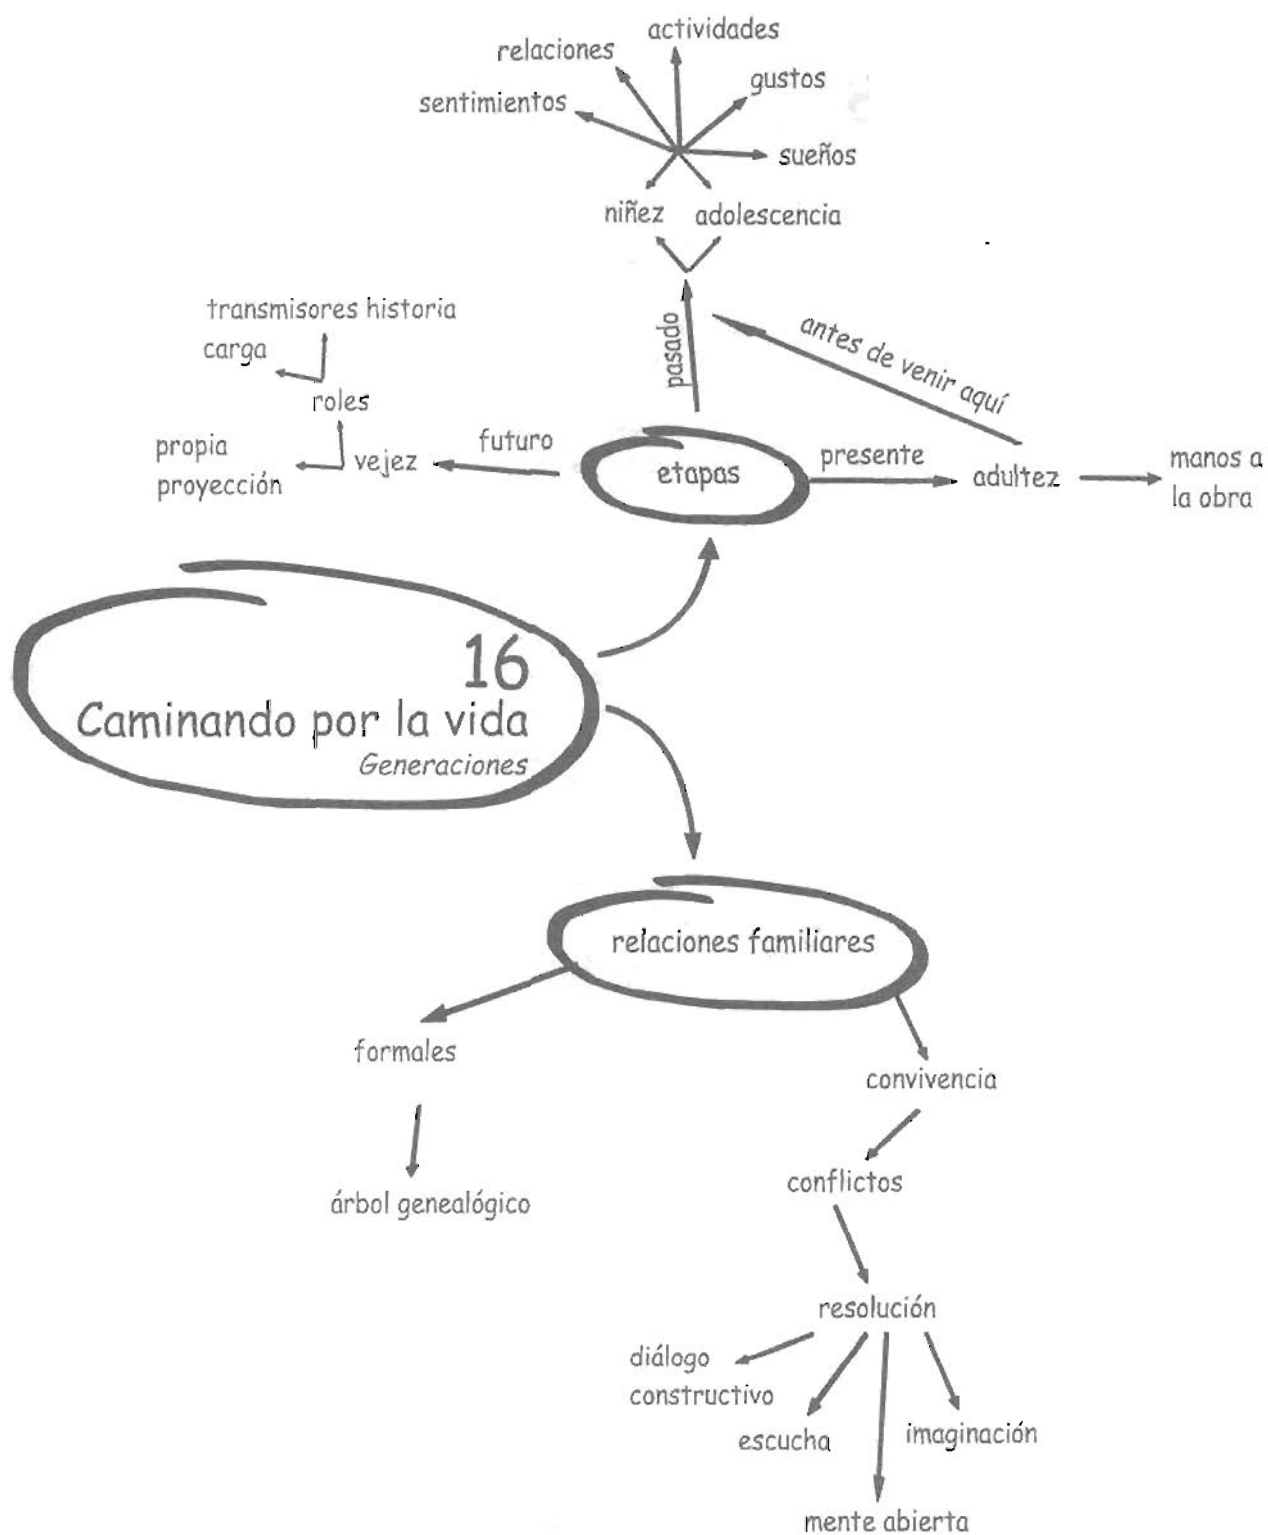 actividades
relaciones
gustos
sentimientos
sueños
niñez
adolescencia
transmisores historia
carga
pasado
antes de venir aquí
roles
propia
proyección
vejez
futuro
etapas
presente
adultez
manos a
la obra
16
Caminando por la vida
Generaciones
relaciones familiares
formales
convivencia
conflictos
árbol genealógico
resolución
diálogo
constructivo
escucha
imaginación
mente abierta